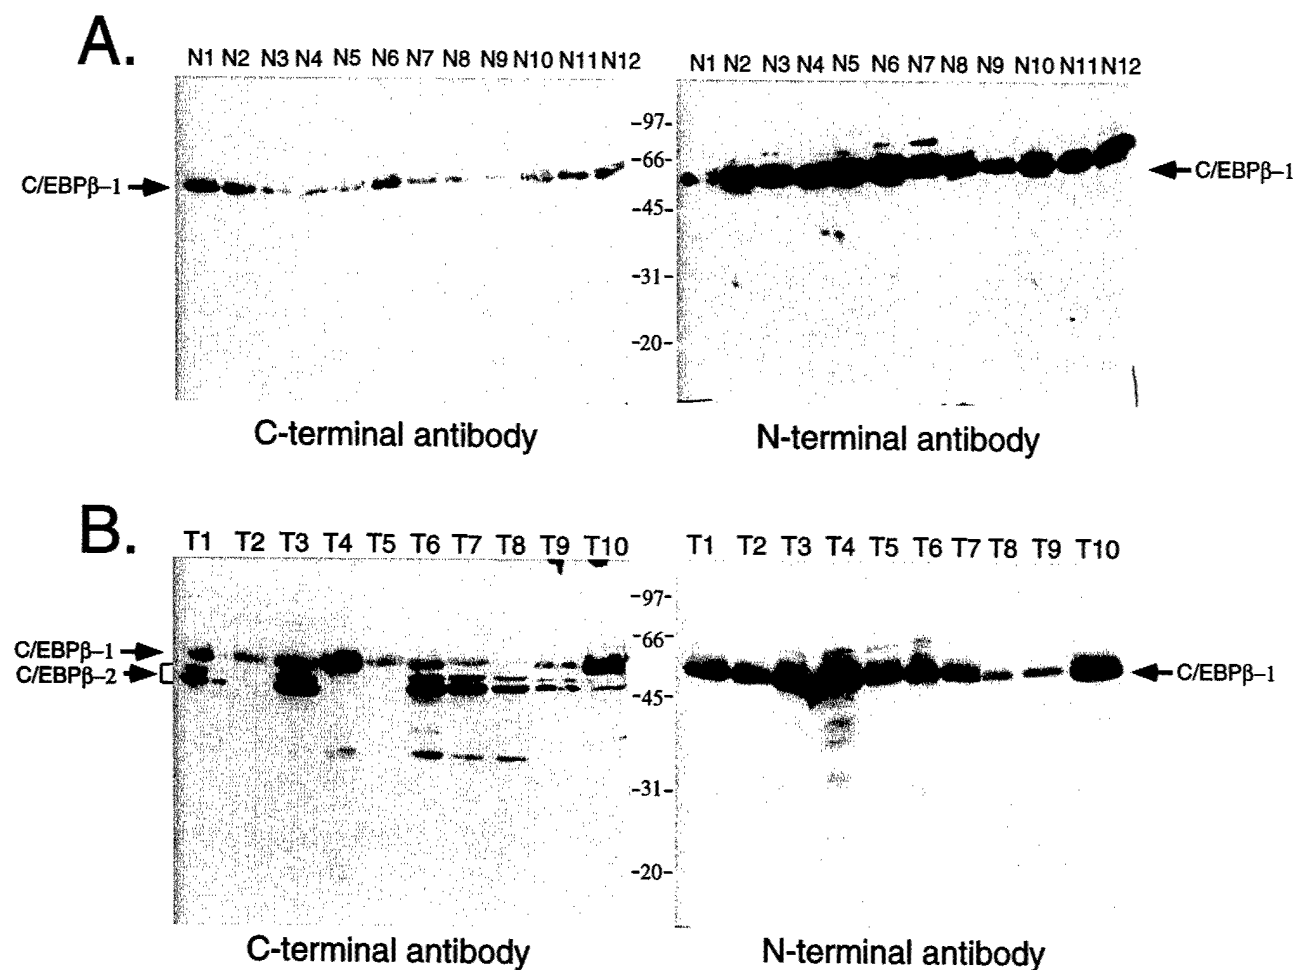 A.
N1 N2 N3 N4 N5 N6 N7 N8 N9 N10 N11 N12
N1 N2 N3 N4 N5 N6 N7 N8 N9 N10 N11 N12
C/EBPβ–1
-97-
-66-
-45-
-31-
-20-
C/EBPβ–1
C-terminal antibody
N-terminal antibody
B.
T1 T2 T3 T4 T5 T6 T7 T8 T9 T10
T1 T2 T3 T4 T5 T6 T7 T8 T9 T10
C/EBPβ–1
C/EBPβ–2
-97-
-66-
-45-
-31-
-20-
C/EBPβ–1
C-terminal antibody
N-terminal antibody